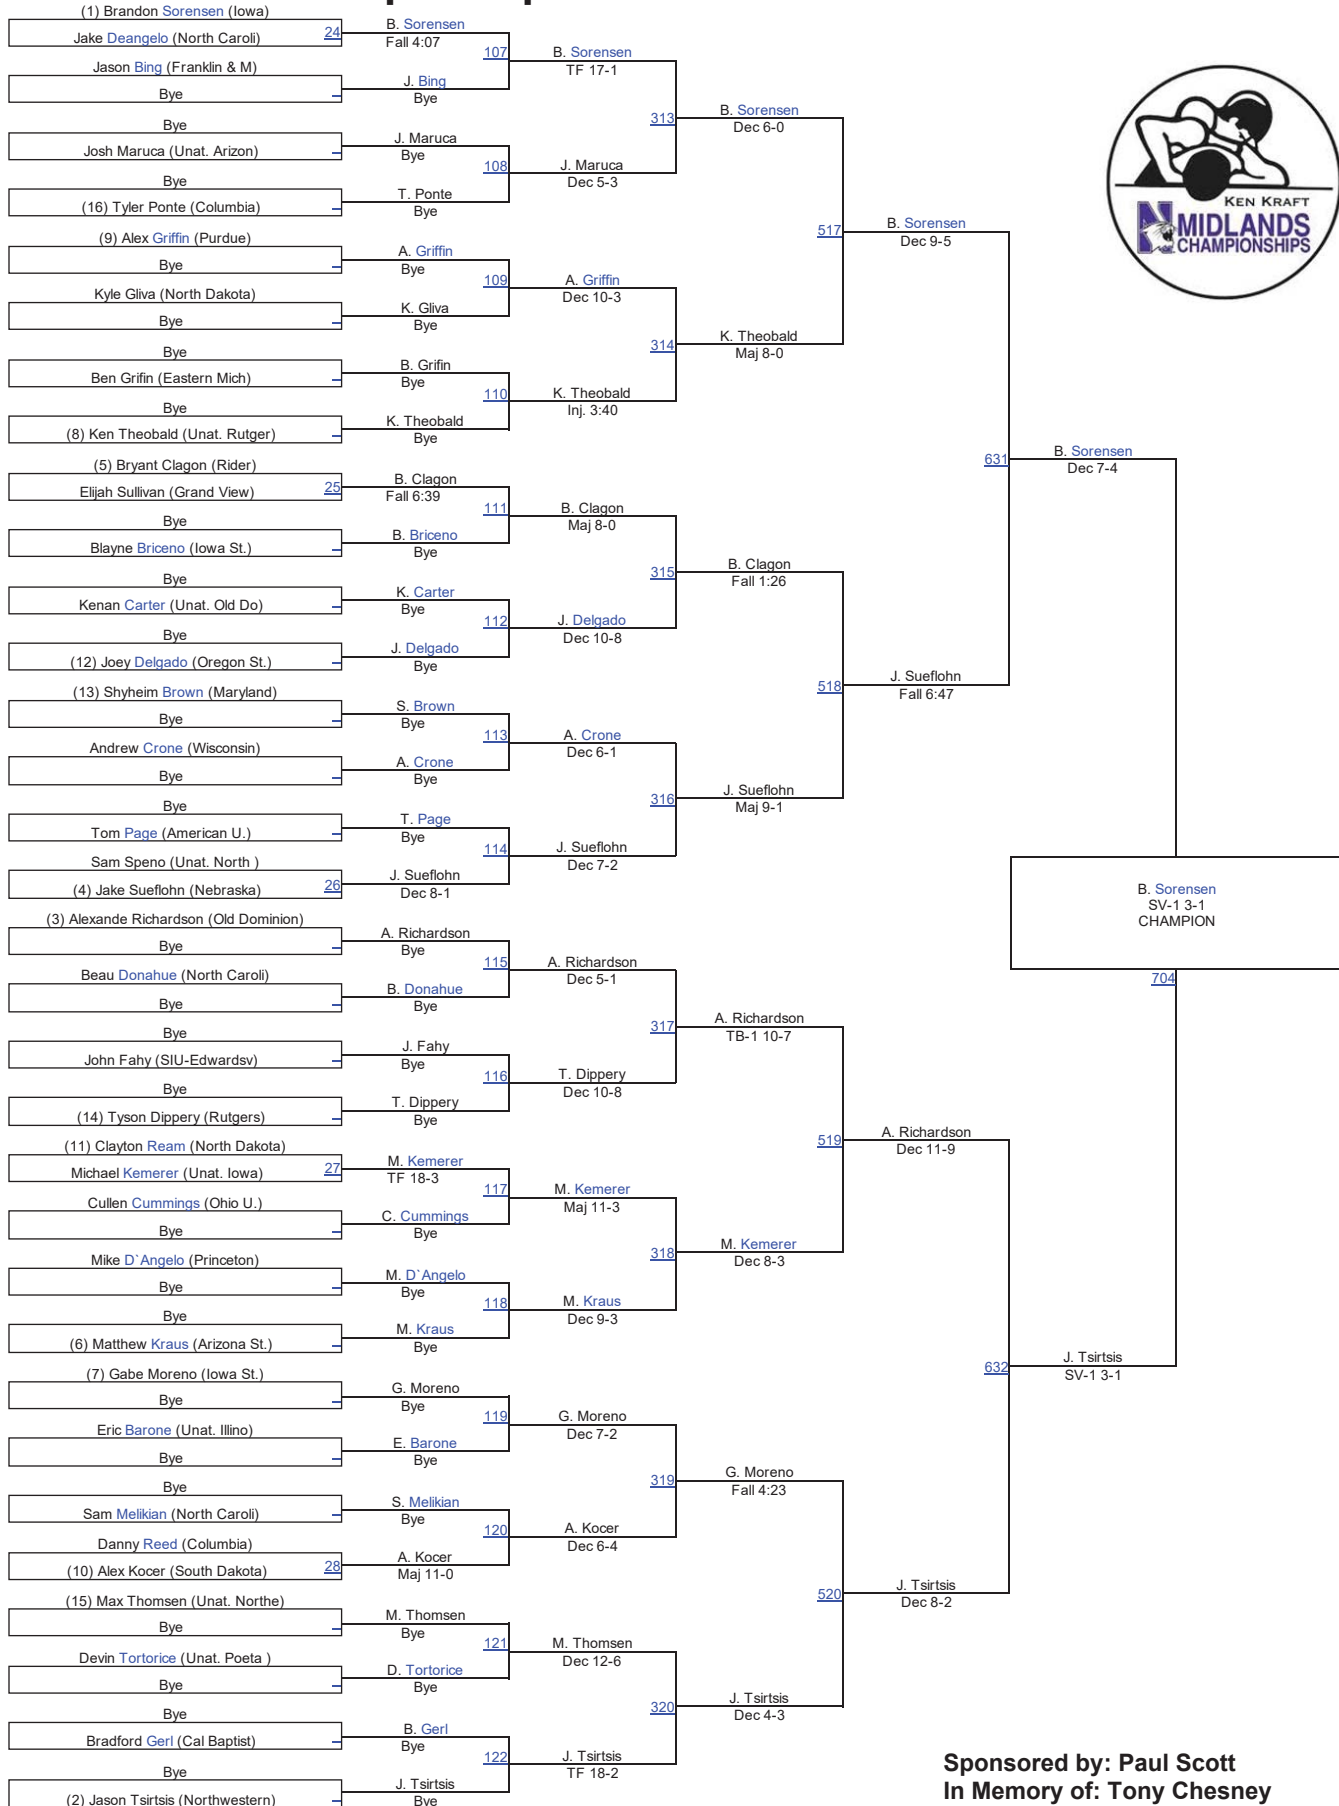 (1) Brandon Sorensen (Iowa)
24
Jake Deangelo (North Caroli)
Jason Bing (Franklin & M)
Bye
Bye
Josh Maruca (Unat. Arizon)
Bye
(16) Tyler Ponte (Columbia)
(9) Alex Griffin (Purdue)
Bye
Kyle Gliva (North Dakota)
Bye
Bye
Ben Grifin (Eastern Mich)
Bye
(8) Ken Theobald (Unat. Rutger)
(5) Bryant Clagon (Rider)
25
Elijah Sullivan (Grand View)
Bye
Blayne Briceno (Iowa St.)
Bye
Kenan Carter (Unat. Old Do)
Bye
(12) Joey Delgado (Oregon St.)
(13) Shyheim Brown (Maryland)
Bye
Andrew Crone (Wisconsin)
Bye
Bye
Tom Page (American U.)
Sam Speno (Unat. North )
26
(4) Jake Sueflohn (Nebraska)
(3) Alexande Richardson (Old Dominion)
Bye
Beau Donahue (North Caroli)
Bye
Bye
John Fahy (SIU-Edwardsv)
Bye
(14) Tyson Dippery (Rutgers)
(11) Clayton Ream (North Dakota)
27
Michael Kemerer (Unat. Iowa)
Cullen Cummings (Ohio U.)
Bye
Mike D`Angelo (Princeton)
Bye
Bye
(6) Matthew Kraus (Arizona St.)
(7) Gabe Moreno (Iowa St.)
Bye
Eric Barone (Unat. Illino)
Bye
Bye
Sam Melikian (North Caroli)
Danny Reed (Columbia)
28
(10) Alex Kocer (South Dakota)
(15) Max Thomsen (Unat. Northe)
Bye
Devin Tortorice (Unat. Poeta )
Bye
Bye
Bradford Gerl (Cal Baptist)
Bye
(2) Jason Tsirtsis (Northwestern)
B. Sorensen
Fall 4:07
107
J. Bing
Bye
J. Maruca
Bye
108
T. Ponte
Bye
A. Griffin
Bye
109
K. Gliva
Bye
B. Grifin
Bye
110
K. Theobald
Bye
B. Clagon
Fall 6:39
111
B. Briceno
Bye
K. Carter
Bye
112
J. Delgado
Bye
S. Brown
Bye
113
A. Crone
Bye
T. Page
Bye
114
J. Sueflohn
Dec 8-1
A. Richardson
Bye
115
B. Donahue
Bye
J. Fahy
Bye
116
T. Dippery
Bye
M. Kemerer
TF 18-3
117
C. Cummings
Bye
M. D`Angelo
Bye
118
M. Kraus
Bye
G. Moreno
Bye
119
E. Barone
Bye
S. Melikian
Bye
120
A. Kocer
Maj 11-0
M. Thomsen
Bye
121
D. Tortorice
Bye
B. Gerl
Bye
122
J. Tsirtsis
Bye
B. Sorensen
TF 17-1
313
J. Maruca
Dec 5-3
A. Griffin
Dec 10-3
314
K. Theobald
Inj. 3:40
B. Clagon
Maj 8-0
315
J. Delgado
Dec 10-8
A. Crone
Dec 6-1
316
J. Sueflohn
Dec 7-2
A. Richardson
Dec 5-1
317
T. Dippery
Dec 10-8
M. Kemerer
Maj 11-3
318
M. Kraus
Dec 9-3
G. Moreno
Dec 7-2
319
A. Kocer
Dec 6-4
M. Thomsen
Dec 12-6
320
J. Tsirtsis
TF 18-2
B. Sorensen
Dec 6-0
517
K. Theobald
Maj 8-0
B. Clagon
Fall 1:26
518
J. Sueflohn
Maj 9-1
A. Richardson
TB-1 10-7
519
M. Kemerer
Dec 8-3
G. Moreno
Fall 4:23
520
J. Tsirtsis
Dec 4-3
B. Sorensen
Dec 9-5
631
J. Sueflohn
Fall 6:47
A. Richardson
Dec 11-9
632
J. Tsirtsis
Dec 8-2
B. Sorensen
Dec 7-4
B. Sorensen
SV-1 3-1
CHAMPION
704
J. Tsirtsis
SV-1 3-1
KEN KRAFT
N MIDLANDS
CHAMPIONSHIPS
Sponsored by: Paul Scott
In Memory of: Tony Chesney